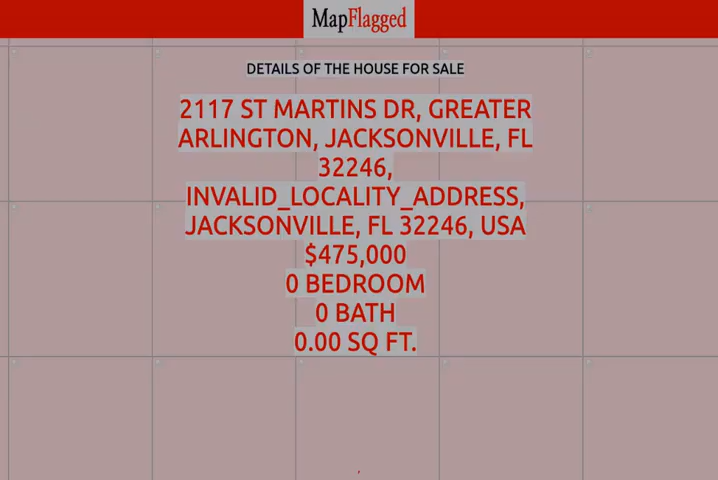 MapFlagged
DETAILS OF THE HOUSE FOR SALE
2117 ST MARTINS DR, GREATER
ARLINGTON, JACKSONVILLE, FL
32246,
INVALID_LOCALITY_ADDRESS,
JACKSONVILLE, FL 32246, USA
$475,000
0 BEDROOM
0 BATH
0.00 SQ FT.
,